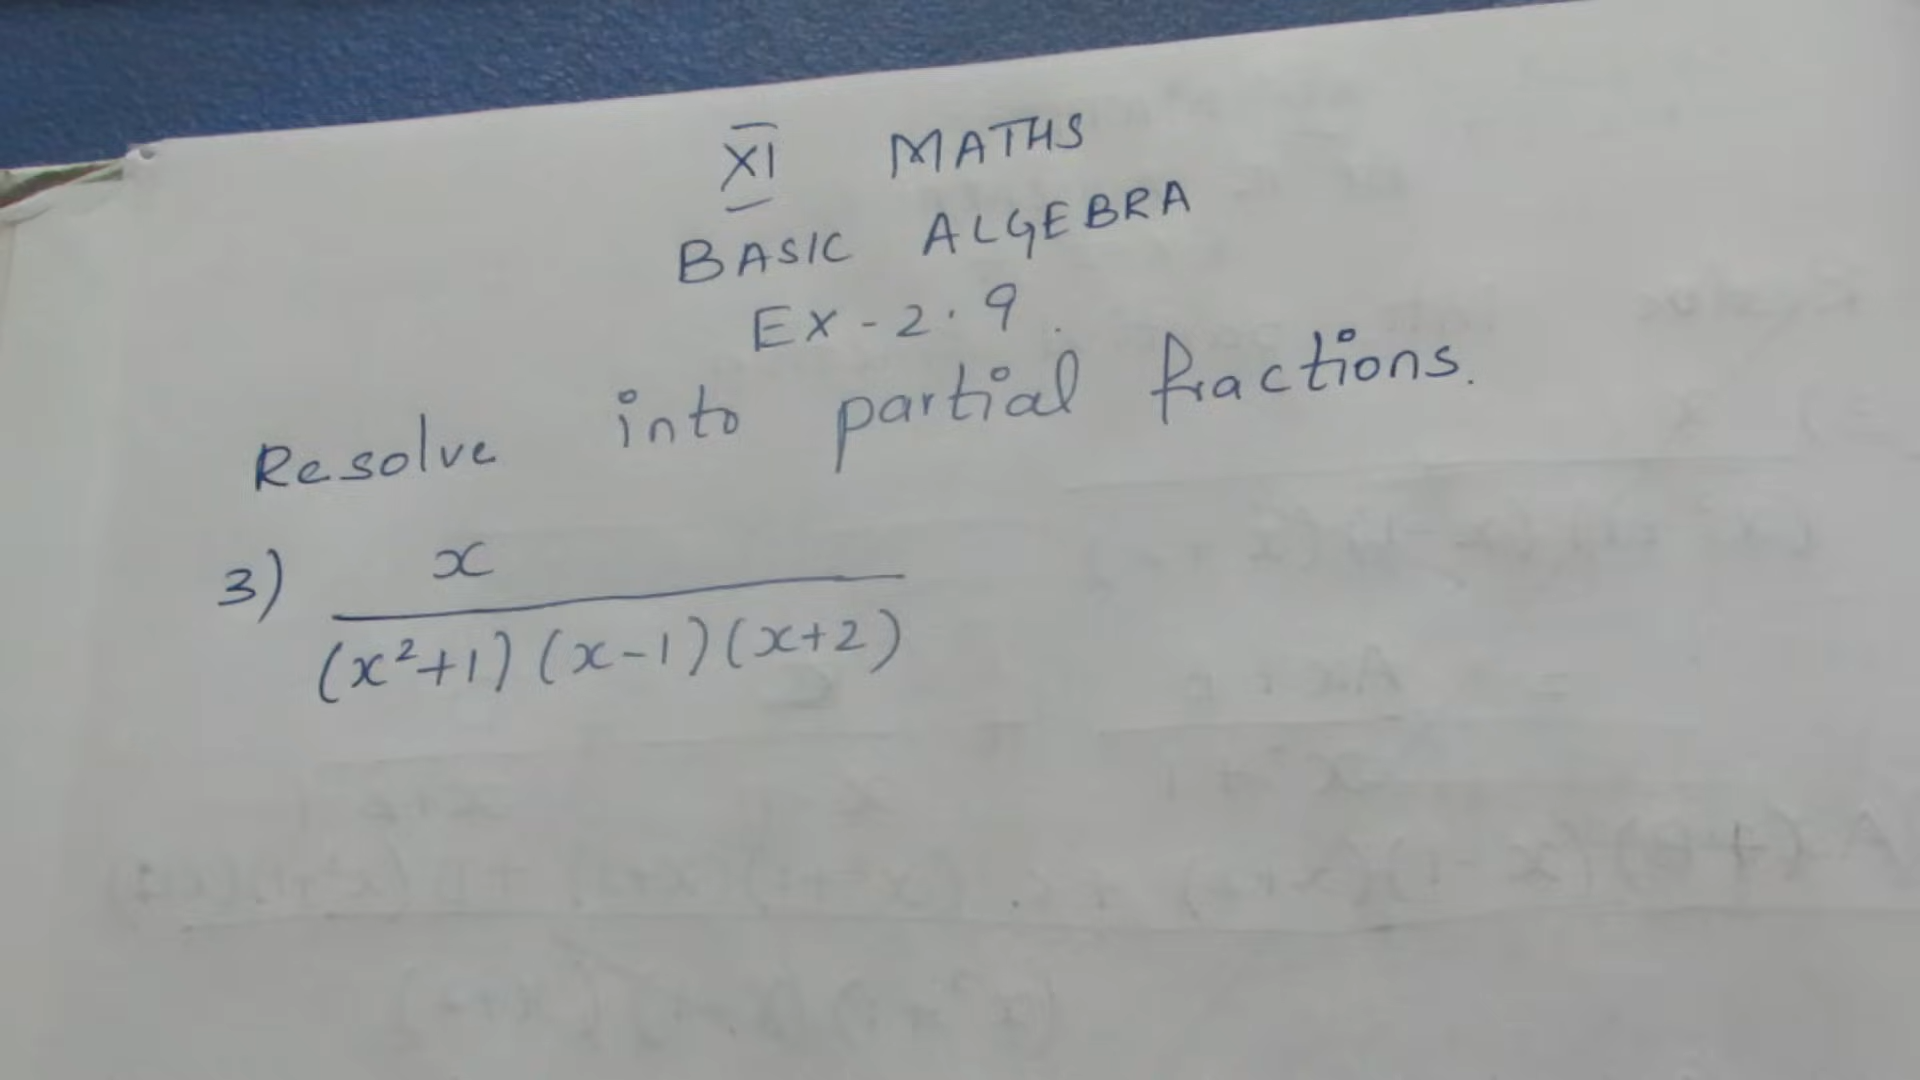 XI MATHS
BASIC ALGEBRA
EX-2.9.
Resolve into partial fractions.
3) x
(x²+1)(x-1)(x+2)